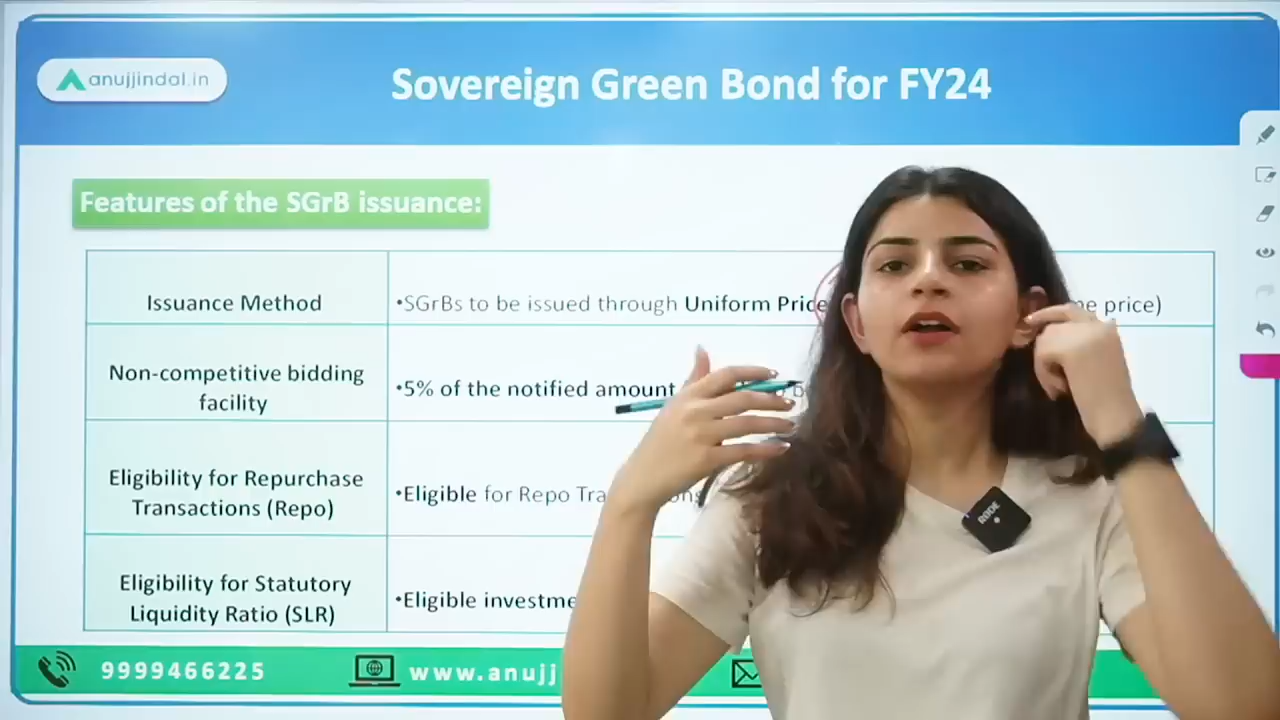 anujjindal.in
Sovereign Green Bond for FY24
Features of the SGrB issuance:
Issuance Method
•SGrBs to be issued through Uniform Price
price)
Non-competitive bidding
facility
•5% of the notified amount
Eligibility for Repurchase
Transactions (Repo)
•Eligible for Repo
Eligibility for Statutory
Liquidity Ratio (SLR)
•Eligible
9999466225
www.anujj
RØDE